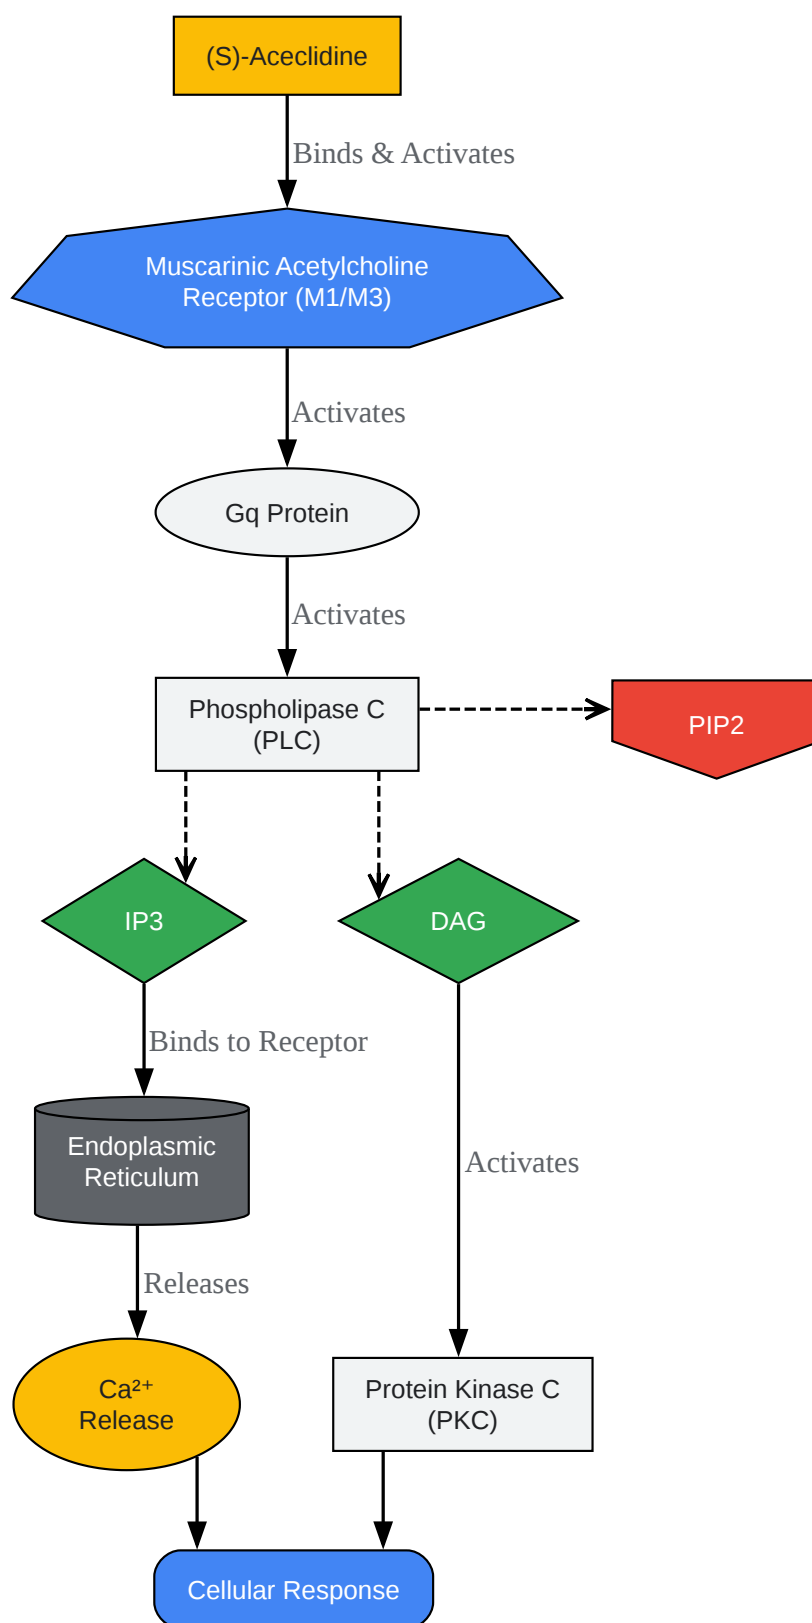 (S)-Aceclidine
Binds & Activates
Muscarinic Acetylcholine
Receptor (M1/M3)
Activates
Gq Protein
Activates
Phospholipase C
(PLC)
PIP2
IP3
DAG
Binds to Receptor
Endoplasmic
Reticulum
Activates
Releases
Ca²⁺
Release
Protein Kinase C
(PKC)
Cellular Response